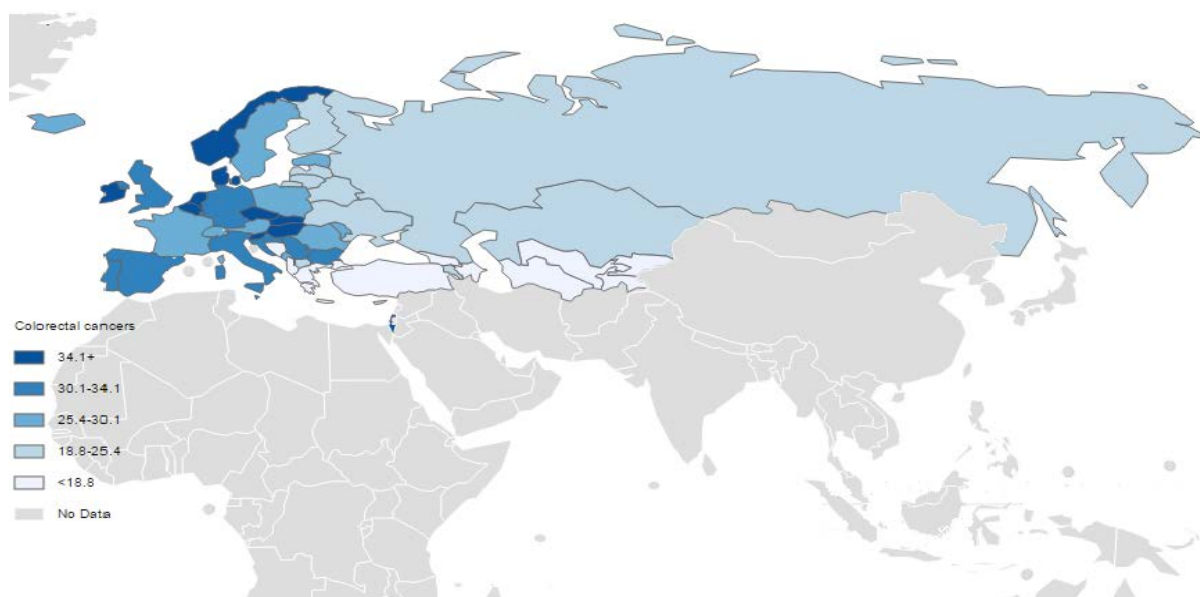 Colorectal cancers
34.1+
30.1-34.1
25.4-30.1
18.8-25.4
<18.8
No Data